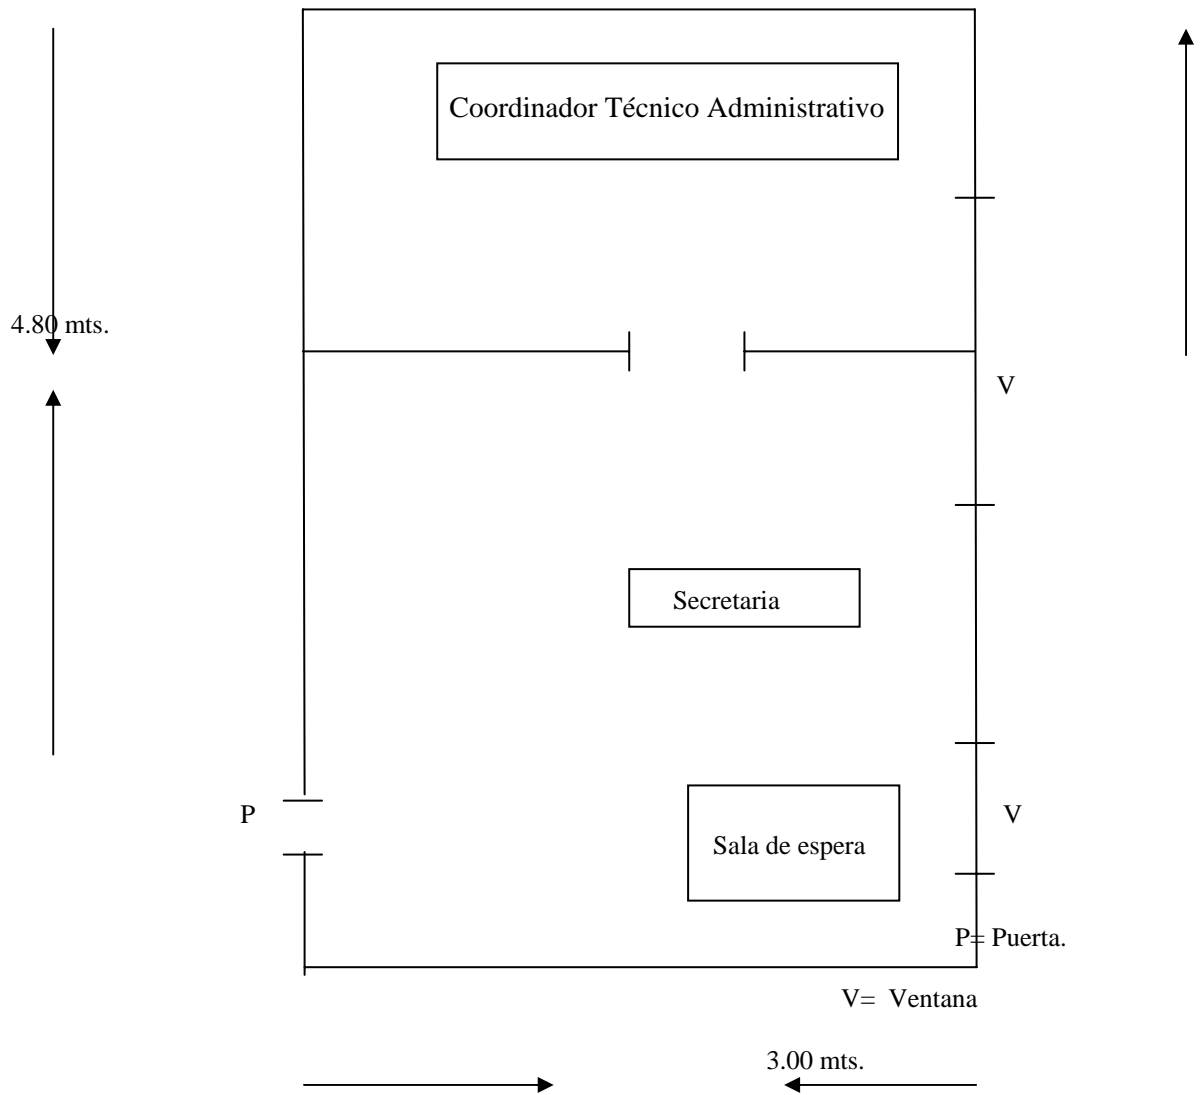 Coordinador Técnico Administrativo
4.80 mts.
V
Secretaria
P
V
Sala de espera
P= Puerta.
V= Ventana
3.00 mts.